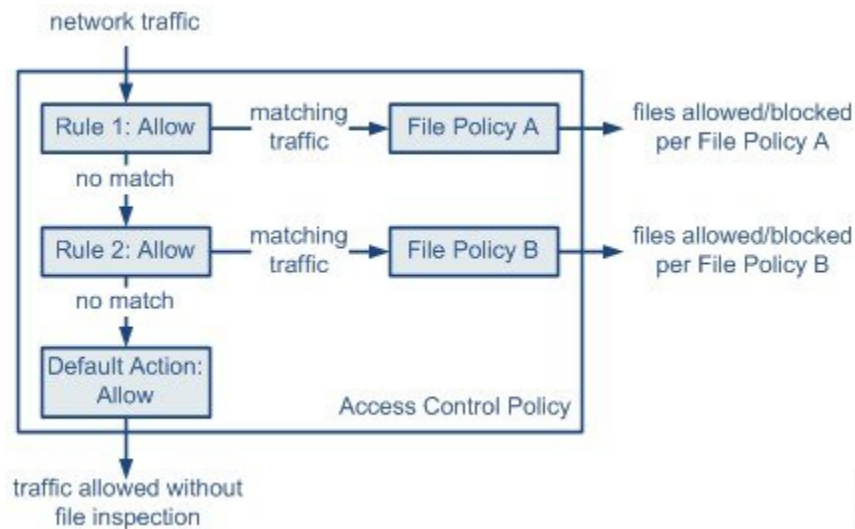 network traffic
Rule 1: Allow
matching
traffic
File Policy A
files allowed/blocked
per File Policy A
no match
Rule 2: Allow
matching
traffic
File Policy B
files allowed/blocked
per File Policy B
no match
Default Action:
Allow
Access Control Policy
traffic allowed without
file inspection